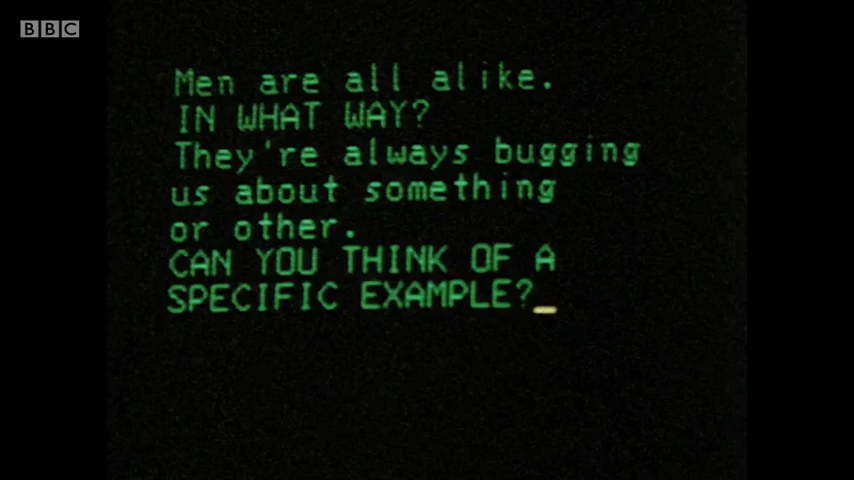 BBC
Men are all alike.
IN WHAT WAY?
They're always bugging
us about something
or other.
CAN YOU THINK OF A
SPECIFIC EXAMPLE?_